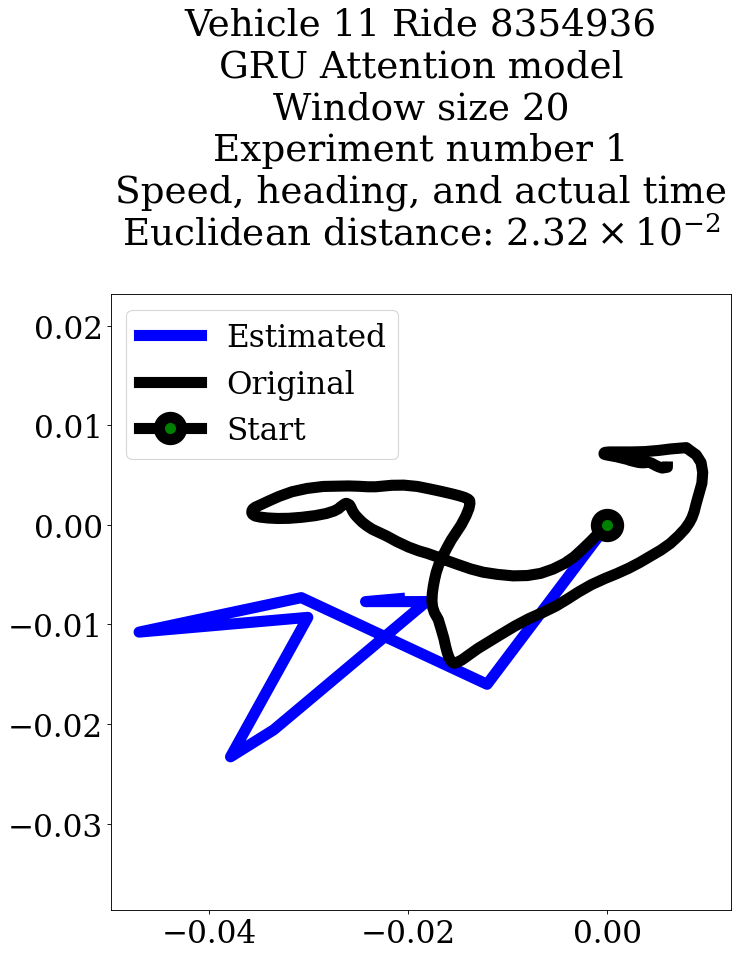 Vehicle 11 Ride 8354936
GRU Attention model
Window size 20
Experiment number 1
Speed, heading, and actual time
Euclidean distance: 2.32 × 10⁻²
Estimated
Original
Start
0.02
0.01
0.00
−0.01
−0.02
−0.03
−0.04
−0.02
0.00